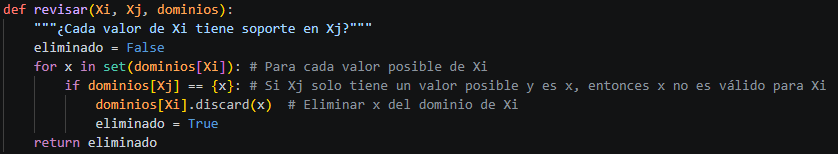 def revisar(Xi, Xj, dominios):
    """¿Cada valor de Xi tiene soporte en Xj?"""
    eliminado = False
    for x in set(dominios[Xi]): # Para cada valor posible de Xi
        if dominios[Xj] == {x}: # Si Xj solo tiene un valor posible y es x, entonces x no es válido para Xi
            dominios[Xi].discard(x)  # Eliminar x del dominio de Xi
            eliminado = True
    return eliminado